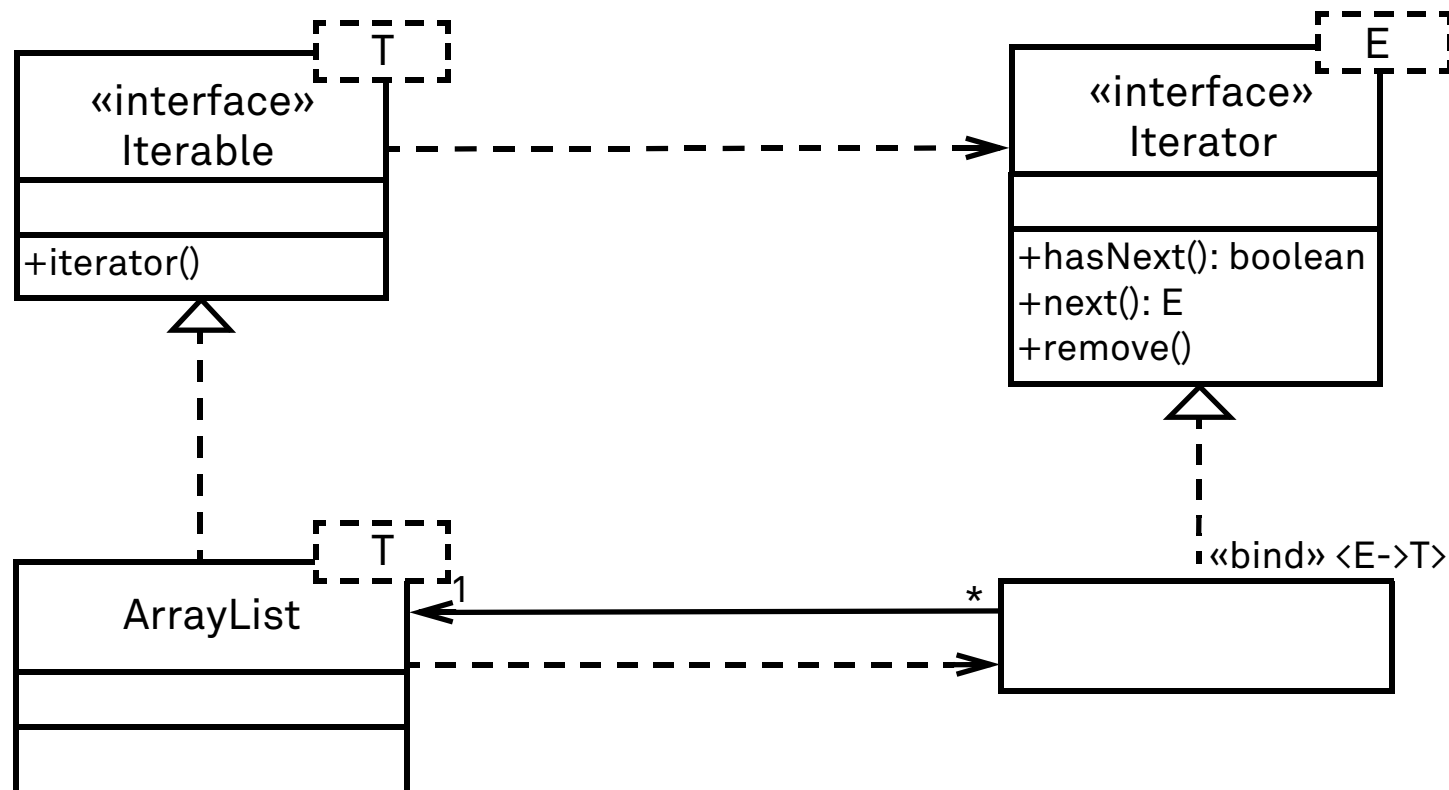 T
«interface»
Iterable
+iterator()
E
«interface»
Iterator
+hasNext(): boolean
+next(): E
+remove()
T
ArrayList
1
*
«bind» <E->T>